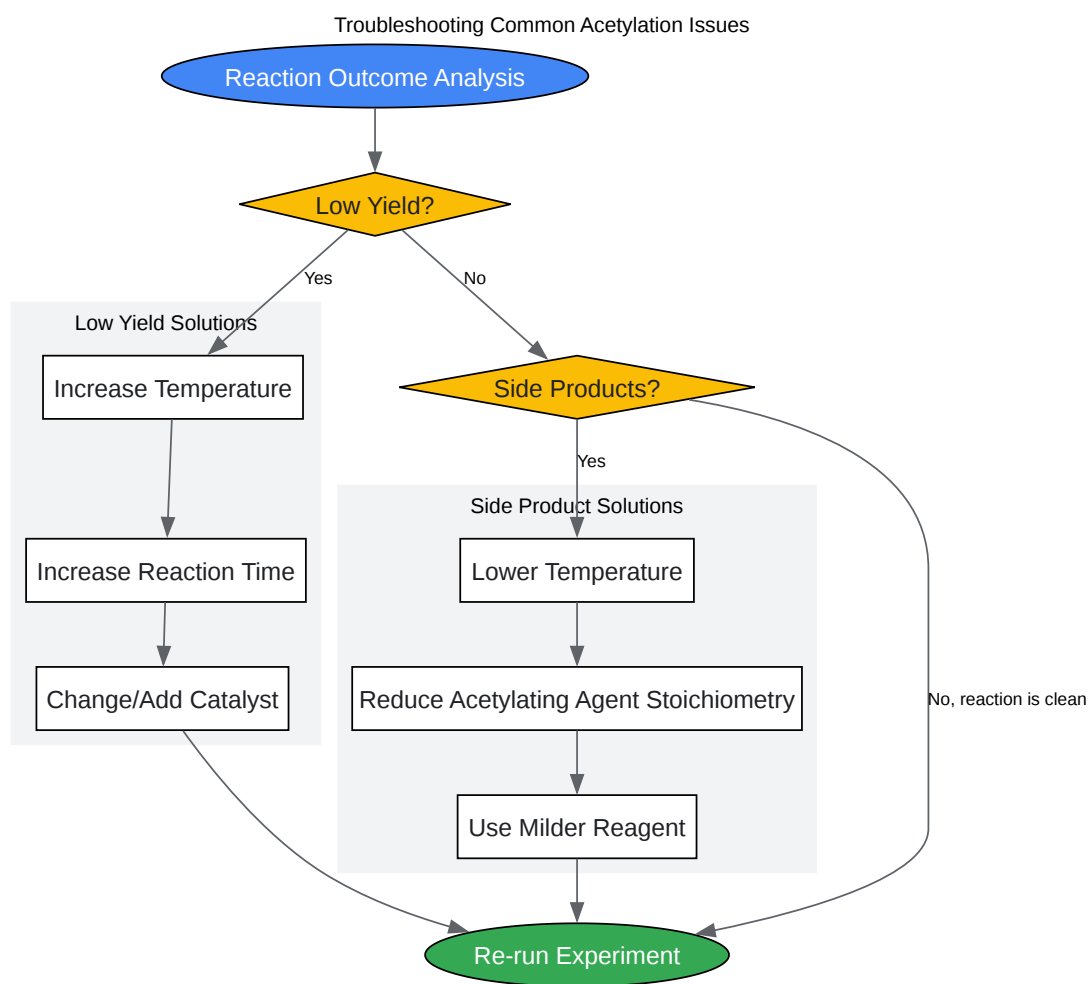 Troubleshooting Common Acetylation Issues
Reaction Outcome Analysis
Low Yield?
Yes
No
Low Yield Solutions
Increase Temperature
Side Products?
Yes
Side Product Solutions
Increase Reaction Time
Lower Temperature
Change/Add Catalyst
Reduce Acetylating Agent Stoichiometry
No, reaction is clean
Use Milder Reagent
Re-run Experiment